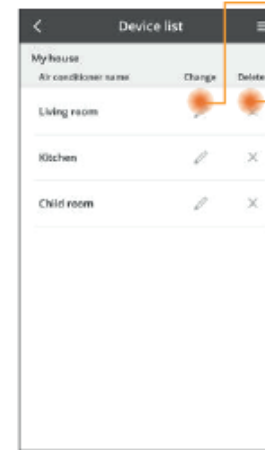 Device list
My house
Air conditioner name Change Delete
Living room
Kitchen
Child room